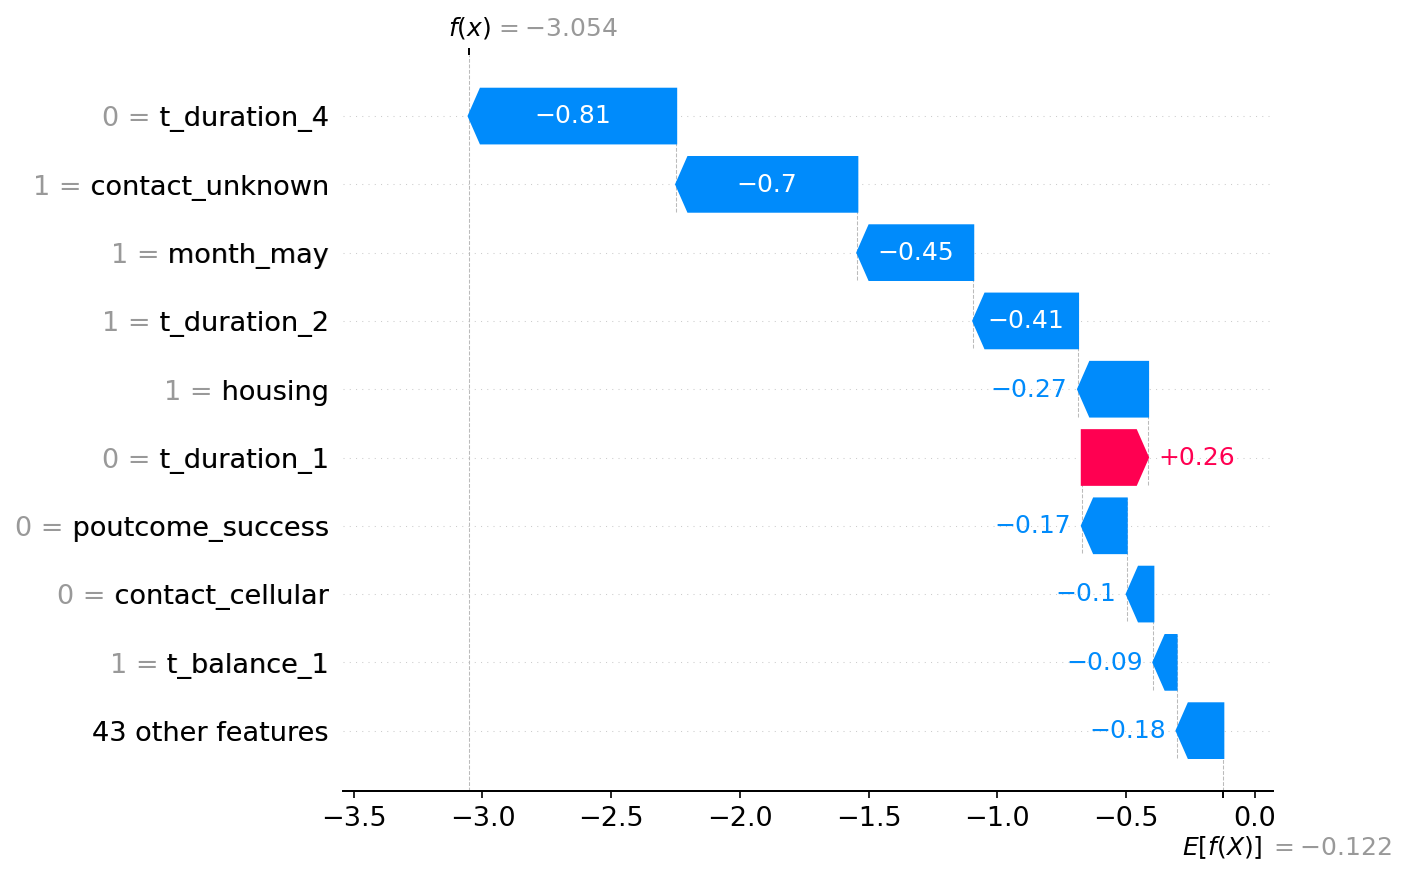 f(x) = −3.054
0 = t_duration_4 −0.81
1 = contact_unknown −0.7
1 = month_may −0.45
1 = t_duration_2 −0.41
1 = housing −0.27
0 = t_duration_1 +0.26
0 = poutcome_success −0.17
0 = contact_cellular −0.1
1 = t_balance_1 −0.09
43 other features −0.18
−3.5 −3.0 −2.5 −2.0 −1.5 −1.0 −0.5 0.0
E[f(X)] = −0.122